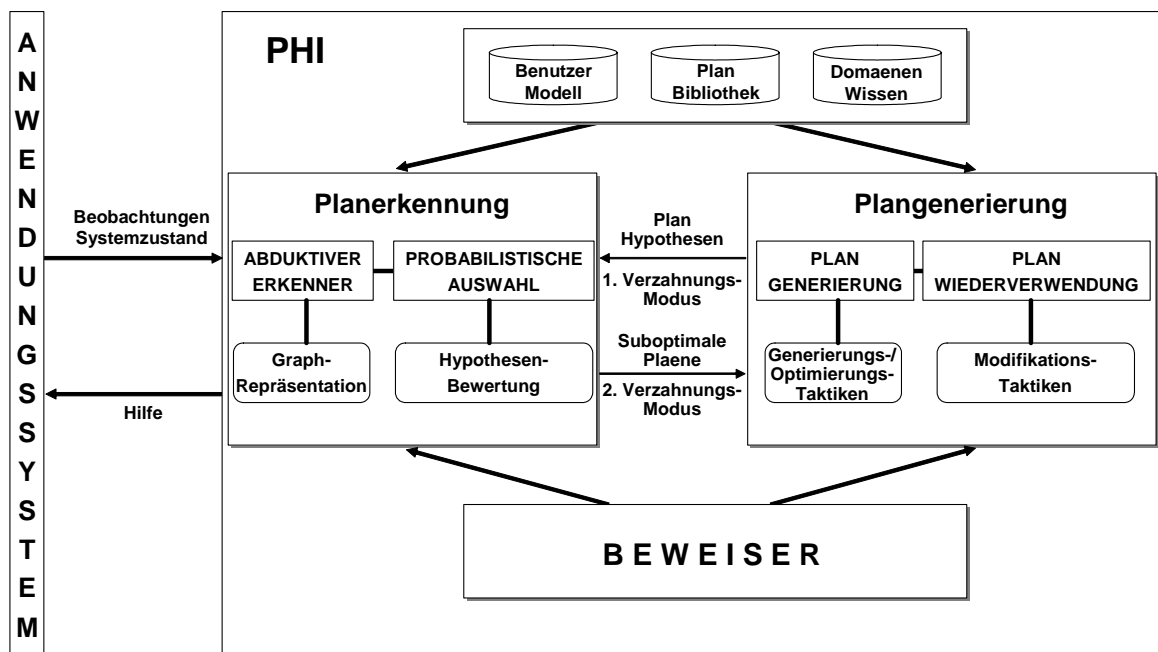 ANWENDUNGSSYSTEM
PHI
Benutzer
Modell
Plan
Bibliothek
Domaenen
Wissen
Beobachtungen
Systemzustand
Hilfe
Planerkennung
ABDUKTIVER
ERKENNER
PROBABILISTISCHE
AUSWAHL
Graph-
Repräsentation
Hypothesen-
Bewertung
Plan
Hypothesen
1. Verzahnungs-
Modus
Suboptimale
Plaene
2. Verzahnungs-
Modus
Plangenerierung
PLAN
GENERIERUNG
PLAN
WIEDERVERWENDUNG
Generierungs-/
Optimierungs-
Taktiken
Modifikations-
Taktiken
B E W E I S E R